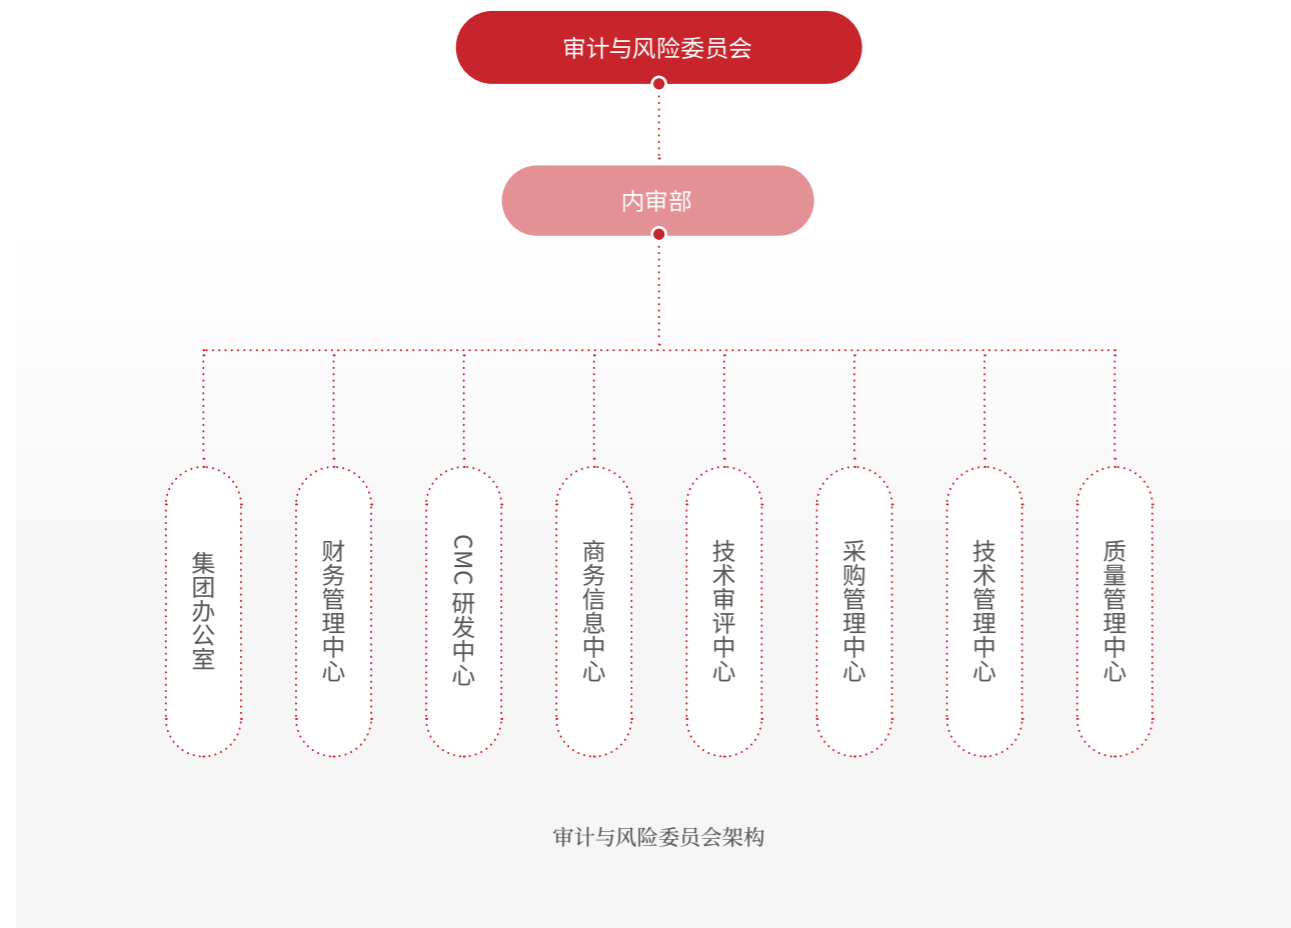 审计与风险委员会
内审部
集团办公室
财务管理中心
CMC 研发中心
商务信息中心
技术审评中心
采购管理中心
技术管理中心
质量管理中心
审计与风险委员会架构